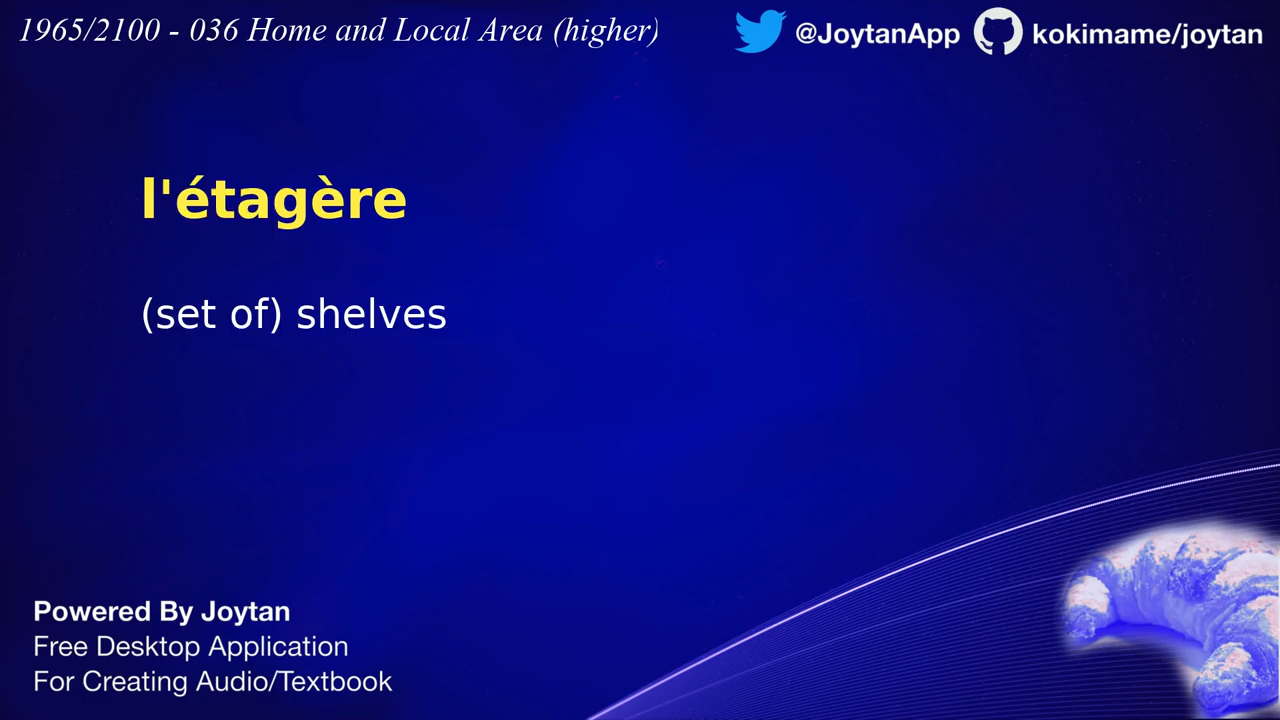 1965/2100 - 036 Home and Local Area (higher)
@JoytanApp
kokimame/joytan
l'étagère
(set of) shelves
Powered By Joytan
Free Desktop Application
For Creating Audio/Textbook